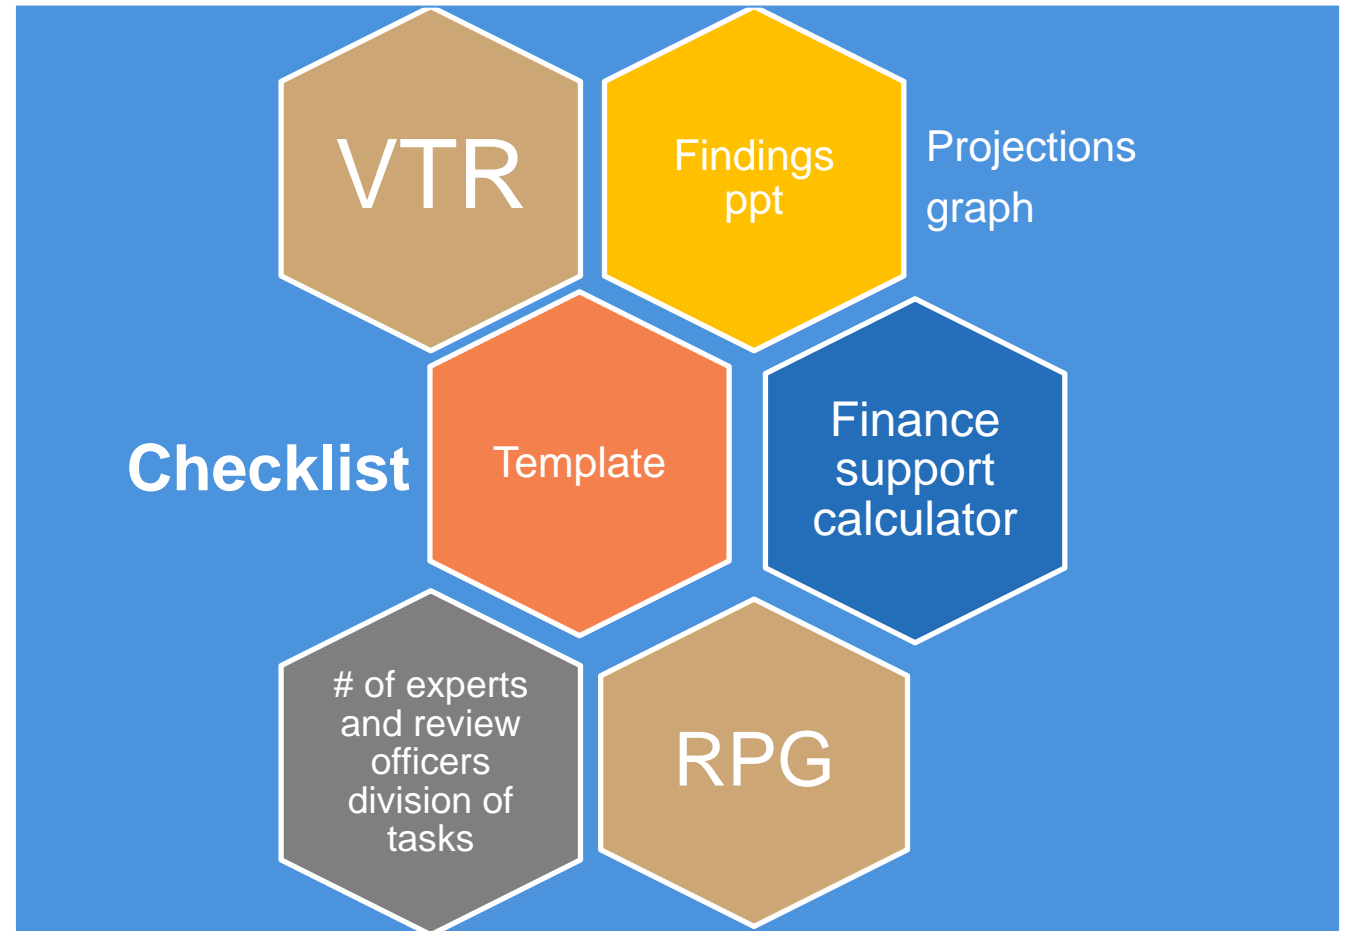 VTR
Findings
ppt
Projections
graph
Checklist
Template
Finance
support
calculator
# of experts
and review
officers
division of
tasks
RPG